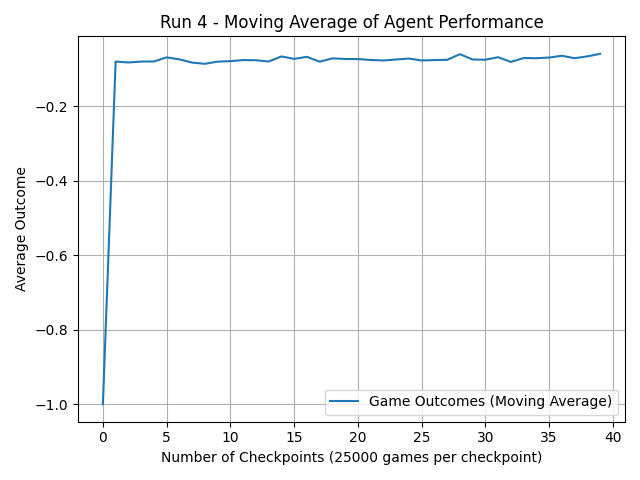 Run 4 - Moving Average of Agent Performance
Average Outcome
−0.2
−0.4
−0.6
−0.8
−1.0
Game Outcomes (Moving Average)
0 5 10 15 20 25 30 35 40
Number of Checkpoints (25000 games per checkpoint)